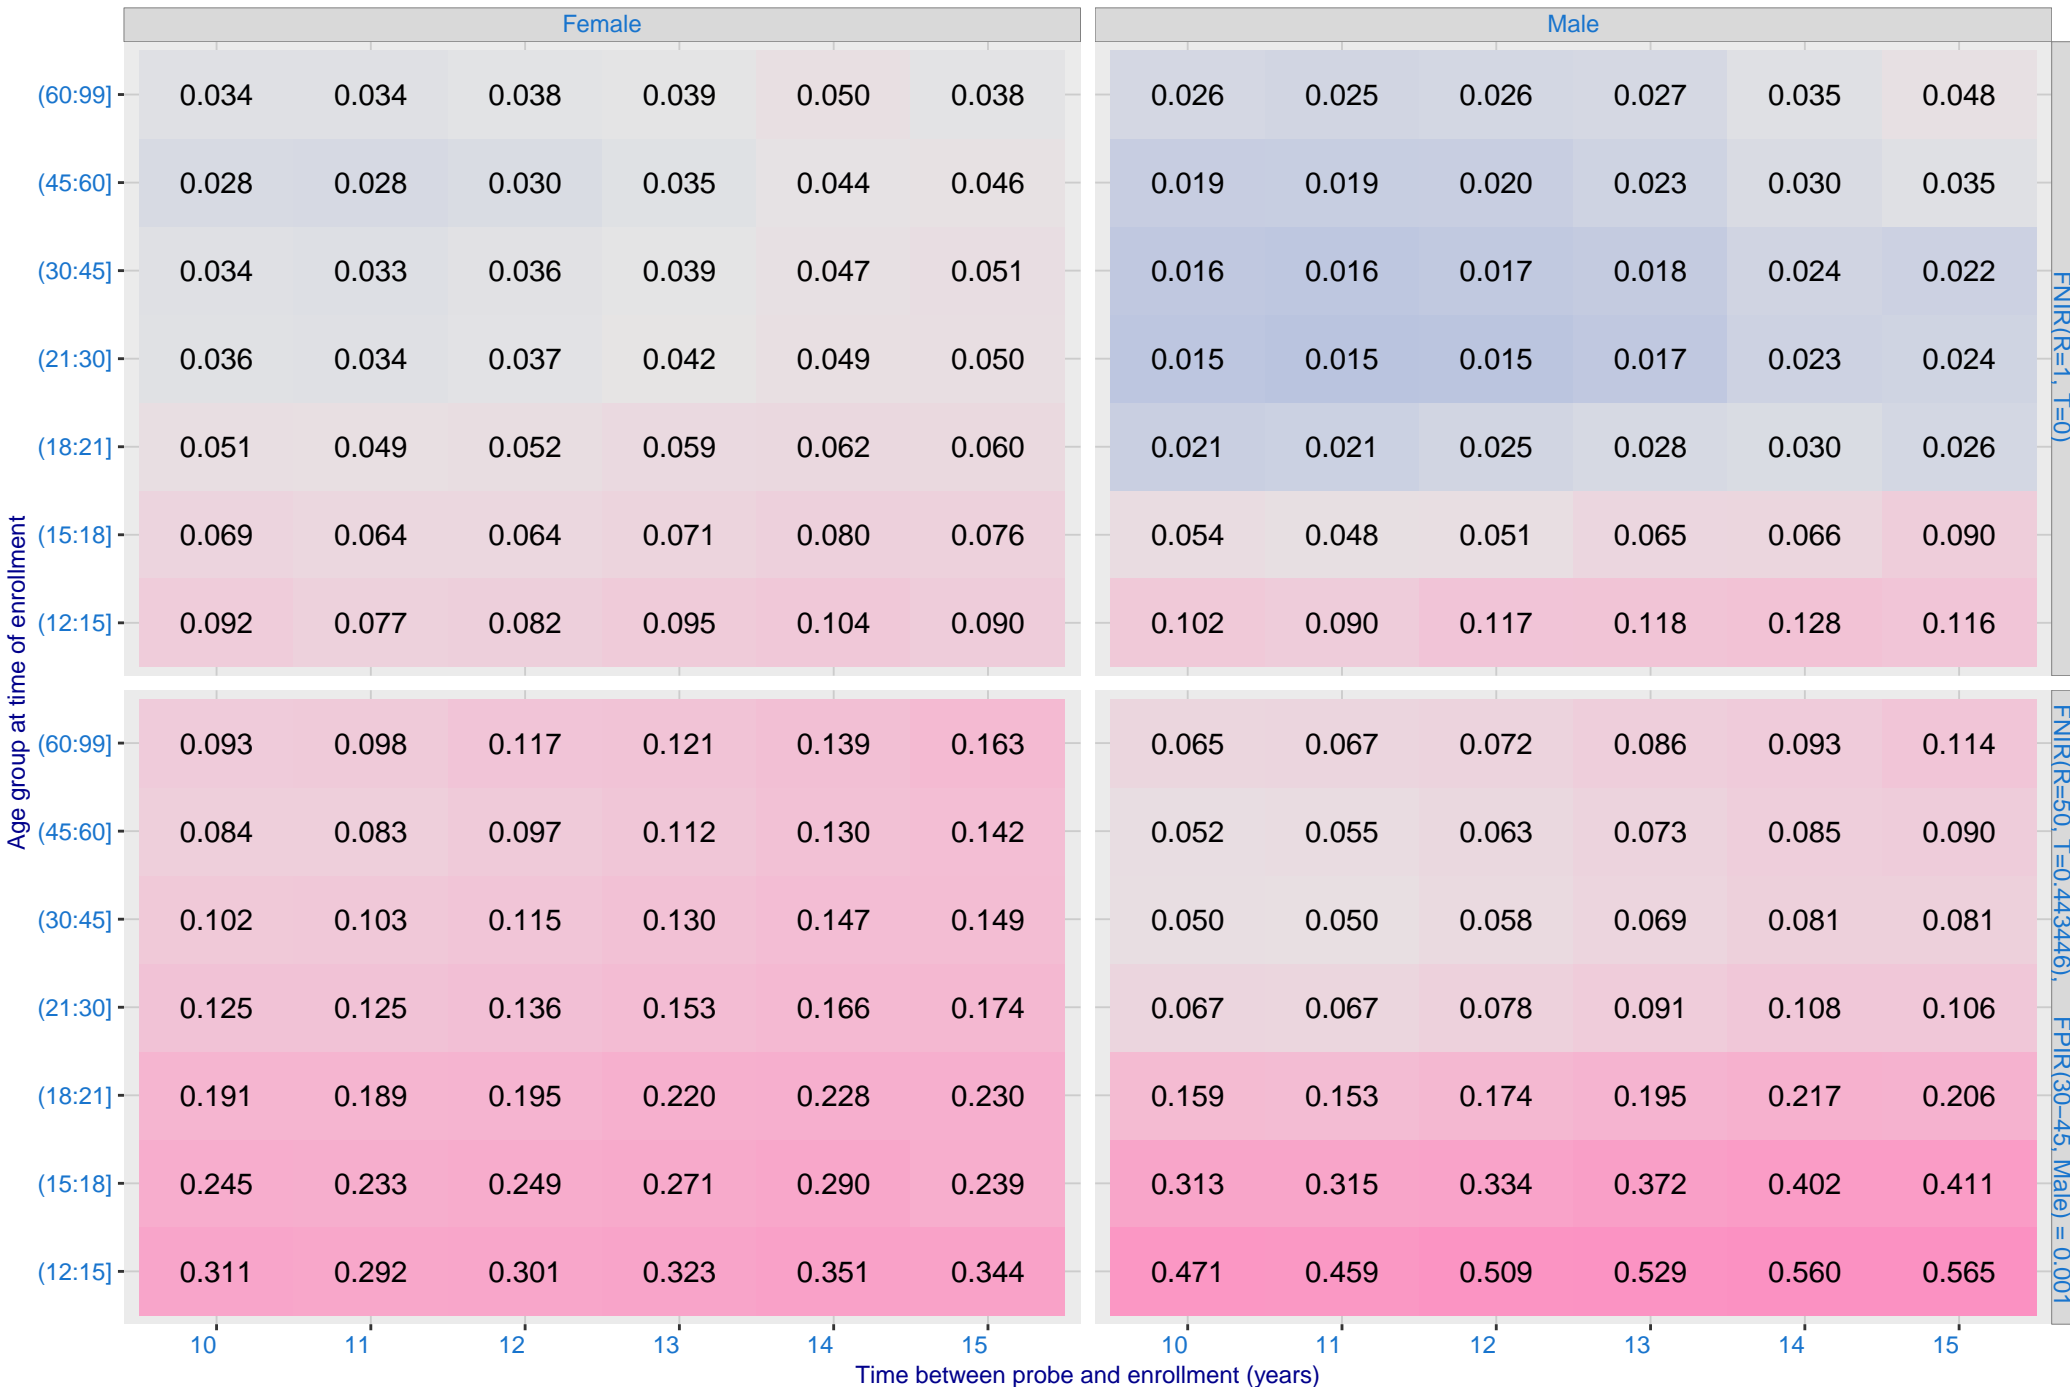 Female Male
(60:99] 0.034 0.034 0.038 0.039 0.050 0.038 0.026 0.025 0.026 0.027 0.035 0.048
(45:60] 0.028 0.028 0.030 0.035 0.044 0.046 0.019 0.019 0.020 0.023 0.030 0.035
(30:45] 0.034 0.033 0.036 0.039 0.047 0.051 0.016 0.016 0.017 0.018 0.024 0.022
(21:30] 0.036 0.034 0.037 0.042 0.049 0.050 0.015 0.015 0.015 0.017 0.023 0.024
(18:21] 0.051 0.049 0.052 0.059 0.062 0.060 0.021 0.021 0.025 0.028 0.030 0.026
(15:18] 0.069 0.064 0.064 0.071 0.080 0.076 0.054 0.048 0.051 0.065 0.066 0.090
(12:15] 0.092 0.077 0.082 0.095 0.104 0.090 0.102 0.090 0.117 0.118 0.128 0.116
FNIR(R=1, T=0)
Age group at time of enrollment
(60:99] 0.093 0.098 0.117 0.121 0.139 0.163 0.065 0.067 0.072 0.086 0.093 0.114
(45:60] 0.084 0.083 0.097 0.112 0.130 0.142 0.052 0.055 0.063 0.073 0.085 0.090
(30:45] 0.102 0.103 0.115 0.130 0.147 0.149 0.050 0.050 0.058 0.069 0.081 0.081
(21:30] 0.125 0.125 0.136 0.153 0.166 0.174 0.067 0.067 0.078 0.091 0.108 0.106
(18:21] 0.191 0.189 0.195 0.220 0.228 0.230 0.159 0.153 0.174 0.195 0.217 0.206
(15:18] 0.245 0.233 0.249 0.271 0.290 0.239 0.313 0.315 0.334 0.372 0.402 0.411
(12:15] 0.311 0.292 0.301 0.323 0.351 0.344 0.471 0.459 0.509 0.529 0.560 0.565
FNIR(R=50, T=0.443446), FPIR(30−45, Male) = 0.001
10 11 12 13 14 15 10 11 12 13 14 15
Time between probe and enrollment (years)